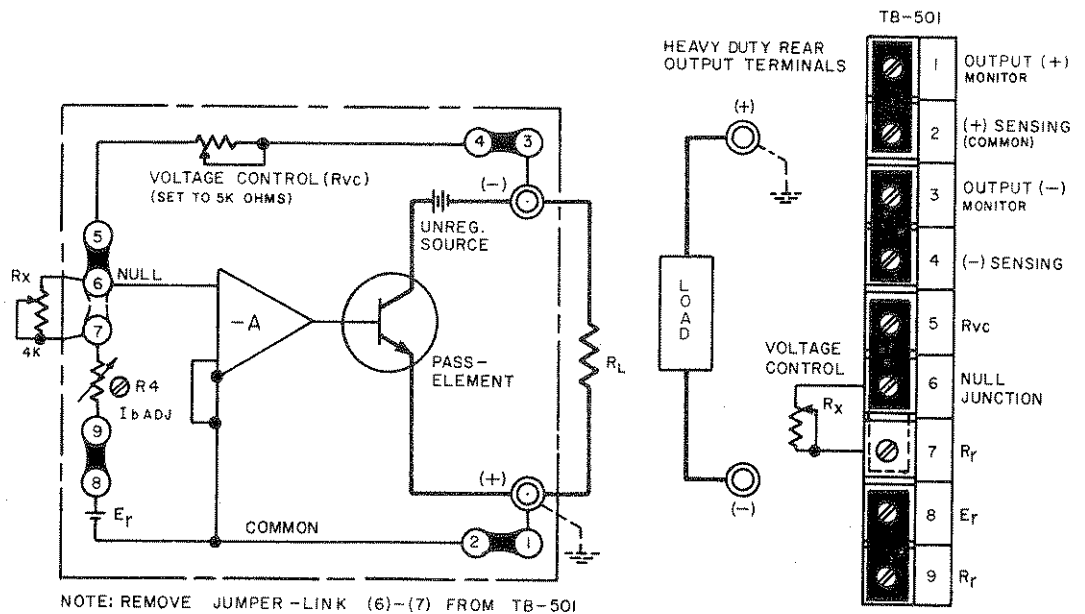 TB-501
HEAVY DUTY REAR
OUTPUT TERMINALS
1 OUTPUT (+)
MONITOR
2 (+) SENSING
(COMMON)
3 OUTPUT (-)
MONITOR
4 (-) SENSING
5 Rvc
6 NULL
JUNCTION
7 Rr
8 Er
9 Rr
(+)
LOAD
(-)
VOLTAGE
CONTROL
Rx
4 3
VOLTAGE CONTROL (Rvc)
(SET TO 5K OHMS)
(-)
UNREG.
SOURCE
5
Rx
6 NULL
7
4K
-A
PASS-
ELEMENT
RL
R4
Ib ADJ
9
8
(+)
Er
COMMON
2 1
NOTE: REMOVE JUMPER-LINK (6)-(7) FROM TB-501